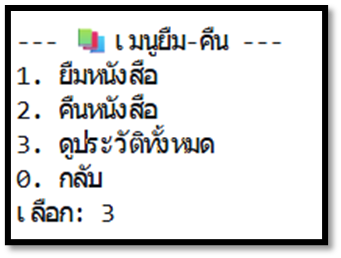 --- 📚 เมนูยืม-คืน ---
1. ยืมหนังสือ
2. คืนหนังสือ
3. ดูประวัติทั้งหมด
0. กลับ
เลือก: 3